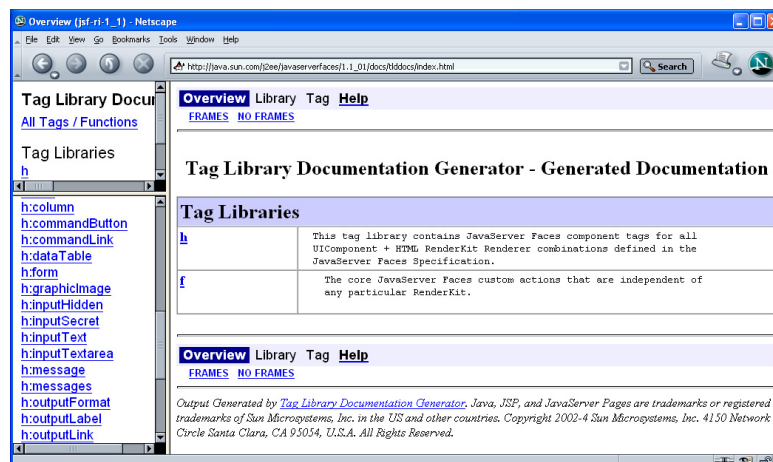 Overview (jsf-ri-1_1) - Netscape
File Edit View Go Bookmarks Tools Window Help
http://java.sun.com/j2ee/javaserverfaces/1.1_01/docs/tlddocs/index.html Search N
Tag Library Docu
All Tags / Functions
Tag Libraries
h
h:column
h:commandButton
h:commandLink
h:dataTable
h:form
h:graphicImage
h:inputHidden
h:inputSecret
h:inputText
h:inputTextarea
h:message
h:messages
h:outputFormat
h:outputLabel
h:outputLink
Overview Library Tag Help
FRAMES NO FRAMES
Tag Library Documentation Generator - Generated Documentation
Tag Libraries
h This tag library contains JavaServer Faces component tags for all
UIComponent + HTML RenderKit Renderer combinations defined in the
JavaServer Faces Specification.
f The core JavaServer Faces custom actions that are independent of
any particular RenderKit.
Overview Library Tag Help
FRAMES NO FRAMES
Output Generated by Tag Library Documentation Generator. Java, JSP, and JavaServer Pages are trademarks or registered
trademarks of Sun Microsystems, Inc. in the US and other countries. Copyright 2002-4 Sun Microsystems, Inc. 4150 Network
Circle Santa Clara, CA 95054, U.S.A. All Rights Reserved.